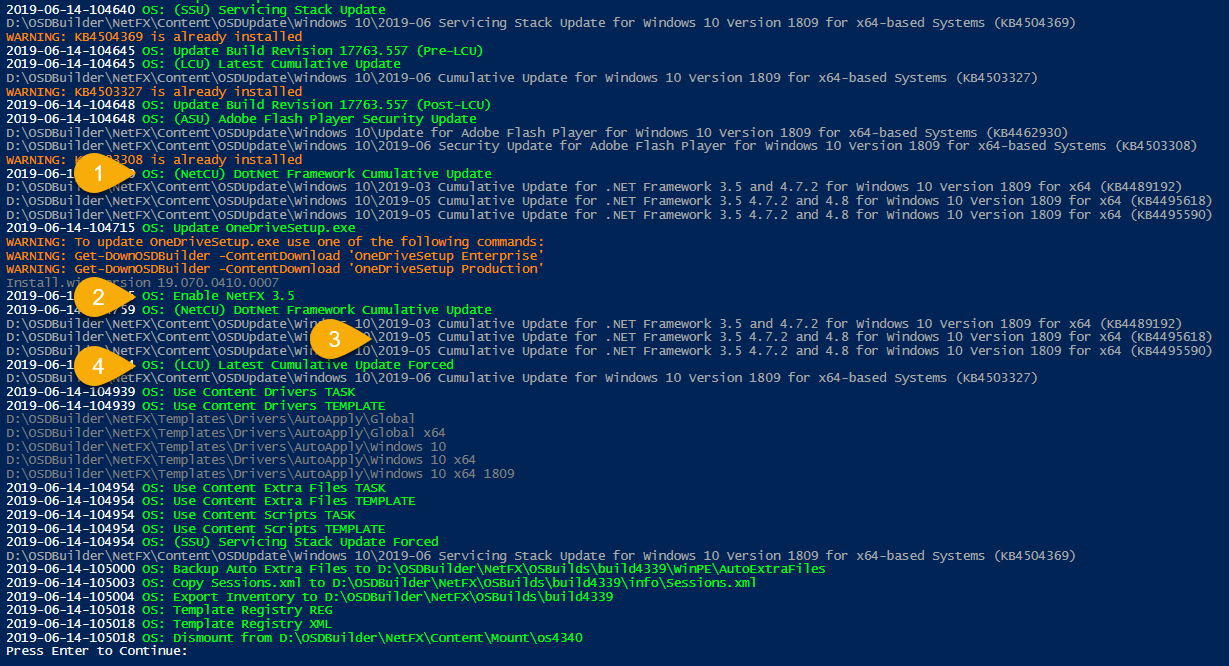 2019-06-14-104640 OS: (SSU) Servicing Stack Update
D:\OSDBuilder\NetFX\Content\OSDUpdate\Windows 10\2019-06 Servicing Stack Update for Windows 10 Version 1809 for x64-based Systems (KB4504369)
WARNING: KB4504369 is already installed
2019-06-14-104645 OS: Update Build Revision 17763.557 (Pre-LCU)
2019-06-14-104645 OS: (LCU) Latest Cumulative Update
D:\OSDBuilder\NetFX\Content\OSDUpdate\Windows 10\2019-06 Cumulative Update for Windows 10 Version 1809 for x64-based Systems (KB4503327)
WARNING: KB4503327 is already installed
2019-06-14-104648 OS: Update Build Revision 17763.557 (Post-LCU)
2019-06-14-104648 OS: (ASU) Adobe Flash Player Security Update
D:\OSDBuilder\NetFX\Content\OSDUpdate\Windows 10\Update for Adobe Flash Player for Windows 10 Version 1809 for x64-based Systems (KB4462930)
D:\OSDBuilder\NetFX\Content\OSDUpdate\Windows 10\2019-06 Security Update for Adobe Flash Player for Windows 10 Version 1809 for x64-based Systems (KB4503308)
WARNING: 3308 is already installed
1
2019-06-1 OS: (NetCU) DotNet Framework Cumulative Update
D:\OSDBuilder\NetFX\Content\OSDUpdate\Windows 10\2019-03 Cumulative Update for .NET Framework 3.5 and 4.7.2 for Windows 10 Version 1809 for x64 (KB4489192)
D:\OSDBuilder\NetFX\Content\OSDUpdate\Windows 10\2019-05 Cumulative Update for .NET Framework 3.5 4.7.2 and 4.8 for Windows 10 Version 1809 for x64 (KB4495618)
D:\OSDBuilder\NetFX\Content\OSDUpdate\Windows 10\2019-05 Cumulative Update for .NET Framework 3.5 4.7.2 and 4.8 for Windows 10 Version 1809 for x64 (KB4495590)
2019-06-14-104715 OS: Update OneDriveSetup.exe
WARNING: To update OneDriveSetup.exe use one of the following commands:
WARNING: Get-DownOSDBuilder -ContentDownload 'OneDriveSetup Enterprise'
WARNING: Get-DownOSDBuilder -ContentDownload 'OneDriveSetup Production'
Install.wi version 19.070.0410.0007
2
2019-06-1 OS: Enable NetFX 3.5
2019-06-1 759 OS: (NetCU) DotNet Framework Cumulative Update
D:\OSDBuilder\NetFX\Content\OSDUpdate\Windows 10\2019-03 Cumulative Update for .NET Framework 3.5 and 4.7.2 for Windows 10 Version 1809 for x64 (KB4489192)
3
D:\OSDBuilder\NetFX\Content\OSDUpdate\Win \2019-05 Cumulative Update for .NET Framework 3.5 4.7.2 and 4.8 for Windows 10 Version 1809 for x64 (KB4495618)
D:\OSDBuilder\NetFX\Content\OSDUpdate\Win 10\2019-05 Cumulative Update for .NET Framework 3.5 4.7.2 and 4.8 for Windows 10 Version 1809 for x64 (KB4495590)
4
2019-06-1 OS: (LCU) Latest Cumulative Update Forced
D:\OSDBuilder\NetFX\Content\OSDUpdate\Windows 10\2019-06 Cumulative Update for Windows 10 Version 1809 for x64-based Systems (KB4503327)
2019-06-14-104939 OS: Use Content Drivers TASK
2019-06-14-104939 OS: Use Content Drivers TEMPLATE
D:\OSDBuilder\NetFX\Templates\Drivers\AutoApply\Global
D:\OSDBuilder\NetFX\Templates\Drivers\AutoApply\Global x64
D:\OSDBuilder\NetFX\Templates\Drivers\AutoApply\Windows 10
D:\OSDBuilder\NetFX\Templates\Drivers\AutoApply\Windows 10 x64
D:\OSDBuilder\NetFX\Templates\Drivers\AutoApply\Windows 10 x64 1809
2019-06-14-104954 OS: Use Content Extra Files TASK
2019-06-14-104954 OS: Use Content Extra Files TEMPLATE
2019-06-14-104954 OS: Use Content Scripts TASK
2019-06-14-104954 OS: Use Content Scripts TEMPLATE
2019-06-14-104954 OS: (SSU) Servicing Stack Update Forced
D:\OSDBuilder\NetFX\Content\OSDUpdate\Windows 10\2019-06 Servicing Stack Update for Windows 10 Version 1809 for x64-based Systems (KB4504369)
2019-06-14-105000 OS: Backup Auto Extra Files to D:\OSDBuilder\NetFX\OSBuilds\build4339\WinPE\AutoExtraFiles
2019-06-14-105003 OS: Copy Sessions.xml to D:\OSDBuilder\NetFX\OSBuilds\build4339\info\Sessions.xml
2019-06-14-105004 OS: Export Inventory to D:\OSDBuilder\NetFX\OSBuilds\build4339
2019-06-14-105018 OS: Template Registry REG
2019-06-14-105018 OS: Template Registry XML
2019-06-14-105018 OS: Dismount from D:\OSDBuilder\NetFX\Content\Mount\os4340
Press Enter to Continue: